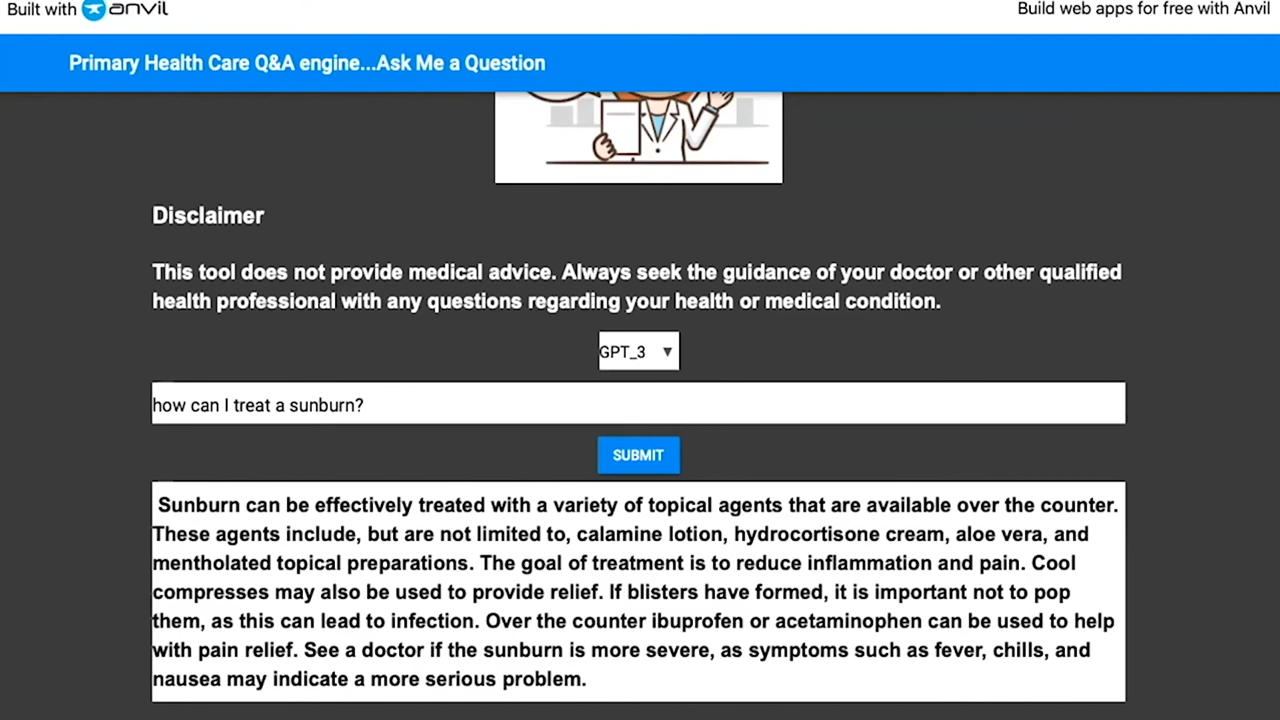 Built with anvil
Build web apps for free with Anvil
Primary Health Care Q&A engine...Ask Me a Question
Disclaimer
This tool does not provide medical advice. Always seek the guidance of your doctor or other qualified
health professional with any questions regarding your health or medical condition.
GPT_3
how can I treat a sunburn?
SUBMIT
Sunburn can be effectively treated with a variety of topical agents that are available over the counter.
These agents include, but are not limited to, calamine lotion, hydrocortisone cream, aloe vera, and
mentholated topical preparations. The goal of treatment is to reduce inflammation and pain. Cool
compresses may also be used to provide relief. If blisters have formed, it is important not to pop
them, as this can lead to infection. Over the counter ibuprofen or acetaminophen can be used to help
with pain relief. See a doctor if the sunburn is more severe, as symptoms such as fever, chills, and
nausea may indicate a more serious problem.